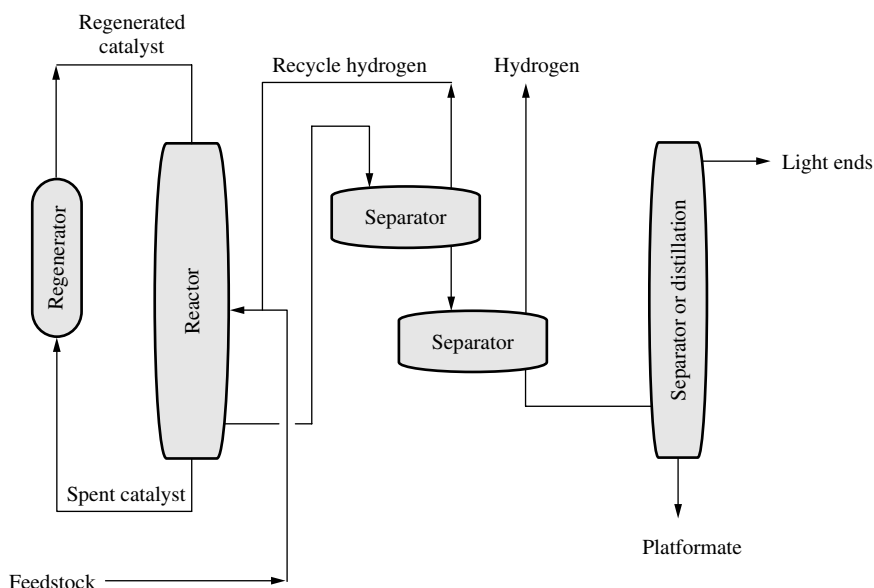 Regenerated
catalyst
Recycle hydrogen
Hydrogen
Light ends
Separator
Regenerator
Reactor
Separator or distillation
Separator
Spent catalyst
Platformate
Feedstock